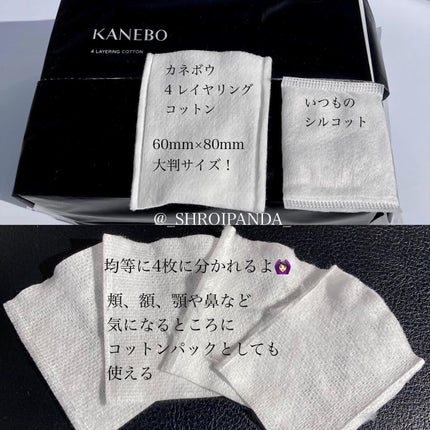 KANEBO
4 LAYERING COTTON
カネボウ
4 レイヤリング
コットン
60mm×80mm
大判サイズ！
いつもの
シルコット
@_SHROIPANDA_
均等に4枚に分かれるよ🙆🏻‍♀️
頬、額、顎や鼻など
気になるところに
コットンパックとしても
使える